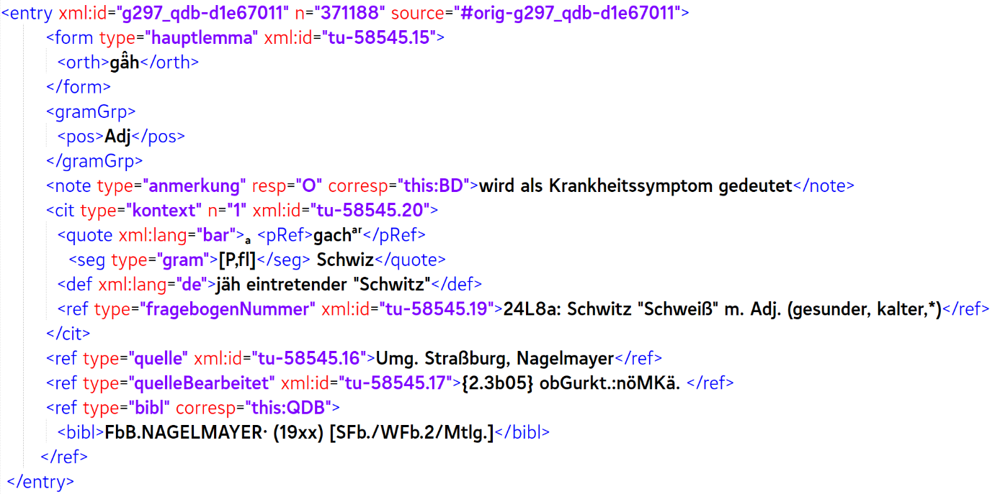 <entry xml:id="g297_qdb-d1e67011" n="371188" source="#orig-g297_qdb-d1e67011">
<form type="hauptlemma" xml:id="tu-58545.15">
<orth>gä̂h</orth>
</form>
<gramGrp>
<pos>Adj</pos>
</gramGrp>
<note type="anmerkung" resp="O" corresp="this:BD">wird als Krankheitssymptom gedeutet</note>
<cit type="kontext" n="1" xml:id="tu-58545.20">
<quote xml:lang="bar">ₐ <pRef>gachᵃʳ</pRef>
<seg type="gram">[P,fl]</seg> Schwiz</quote>
<def xml:lang="de">jäh eintretender "Schwitz"</def>
<ref type="fragebogenNummer" xml:id="tu-58545.19">24L8a: Schwitz "Schweiß" m. Adj. (gesunder, kalter,*)</ref>
</cit>
<ref type="quelle" xml:id="tu-58545.16">Umg. Straßburg, Nagelmayer</ref>
<ref type="quelleBearbeitet" xml:id="tu-58545.17">{2.3b05} obGurkt.:nöMKä. </ref>
<ref type="bibl" corresp="this:QDB">
<bibl>FbB.NAGELMAYER· (19xx) [SFb./WFb.2/Mtlg.]</bibl>
</ref>
</entry>